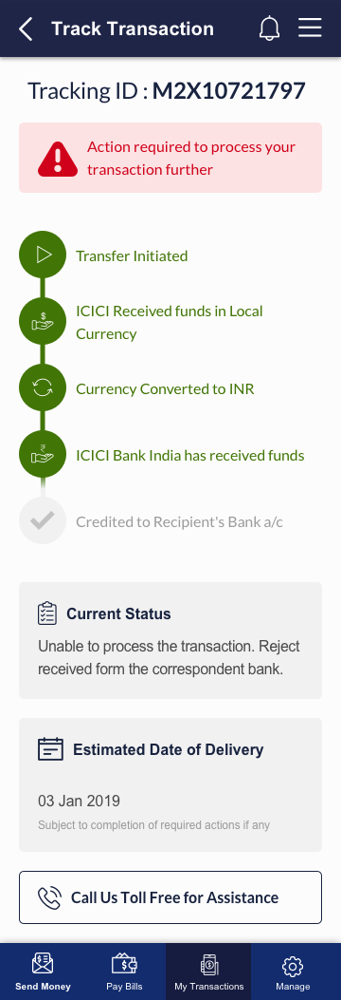 Track Transaction
Tracking ID : M2X10721797
Action required to process your
transaction further
Transfer Initiated
ICICI Received funds in Local
Currency
Currency Converted to INR
ICICI Bank India has received funds
Credited to Recipient's Bank a/c
Current Status
Unable to process the transaction. Reject
received form the correspondent bank.
Estimated Date of Delivery
03 Jan 2019
Subject to completion of required actions if any
Call Us Toll Free for Assistance
Send Money
Pay Bills
My Transactions
Manage